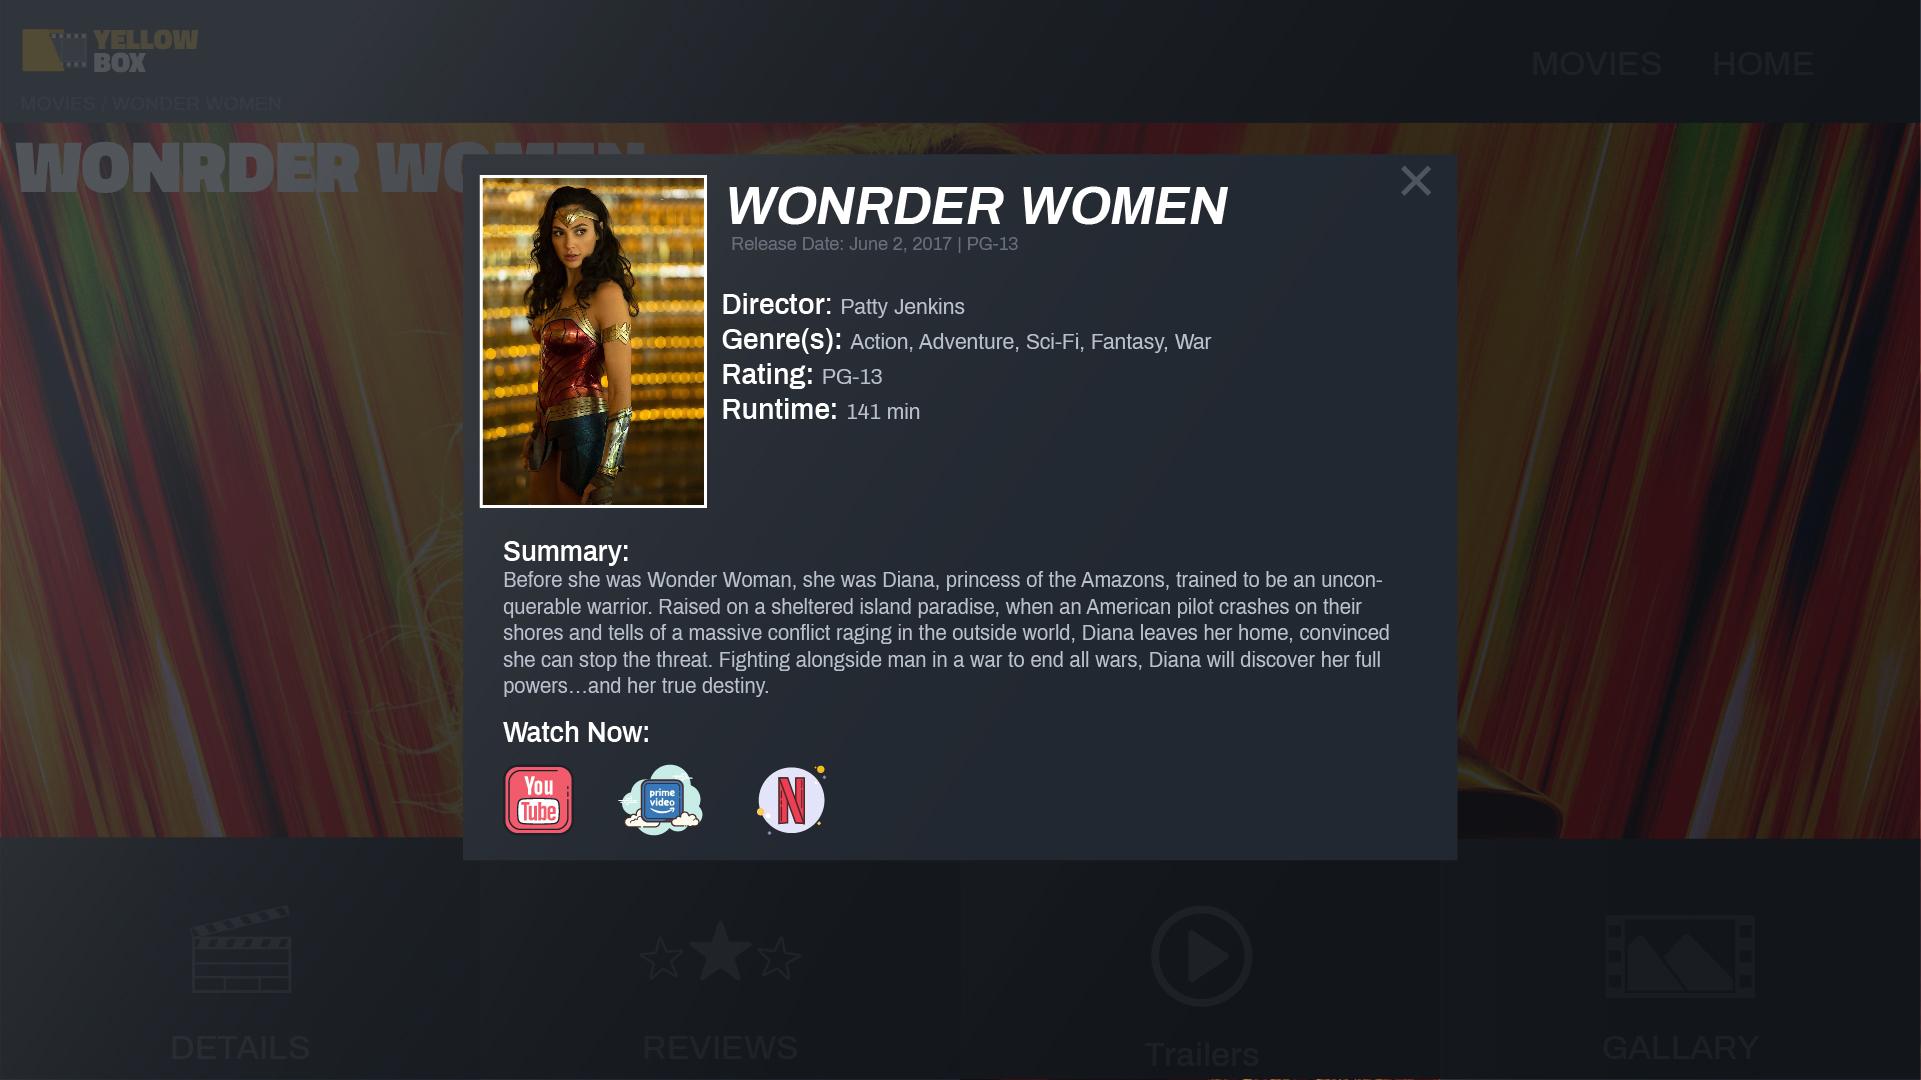 YELLOW
BOX
MOVIES HOME
MOVIES / WONDER WOMEN
WONRDER WOMEN
WONRDER WOMEN
Release Date: June 2, 2017 | PG-13
Director: Patty Jenkins
Genre(s): Action, Adventure, Sci-Fi, Fantasy, War
Rating: PG-13
Runtime: 141 min
Summary:
Before she was Wonder Woman, she was Diana, princess of the Amazons, trained to be an uncon-
querable warrior. Raised on a sheltered island paradise, when an American pilot crashes on their
shores and tells of a massive conflict raging in the outside world, Diana leaves her home, convinced
she can stop the threat. Fighting alongside man in a war to end all wars, Diana will discover her full
powers…and her true destiny.
Watch Now:
You
Tube
prime
video
N
DETAILS
REVIEWS
Trailers
GALLARY